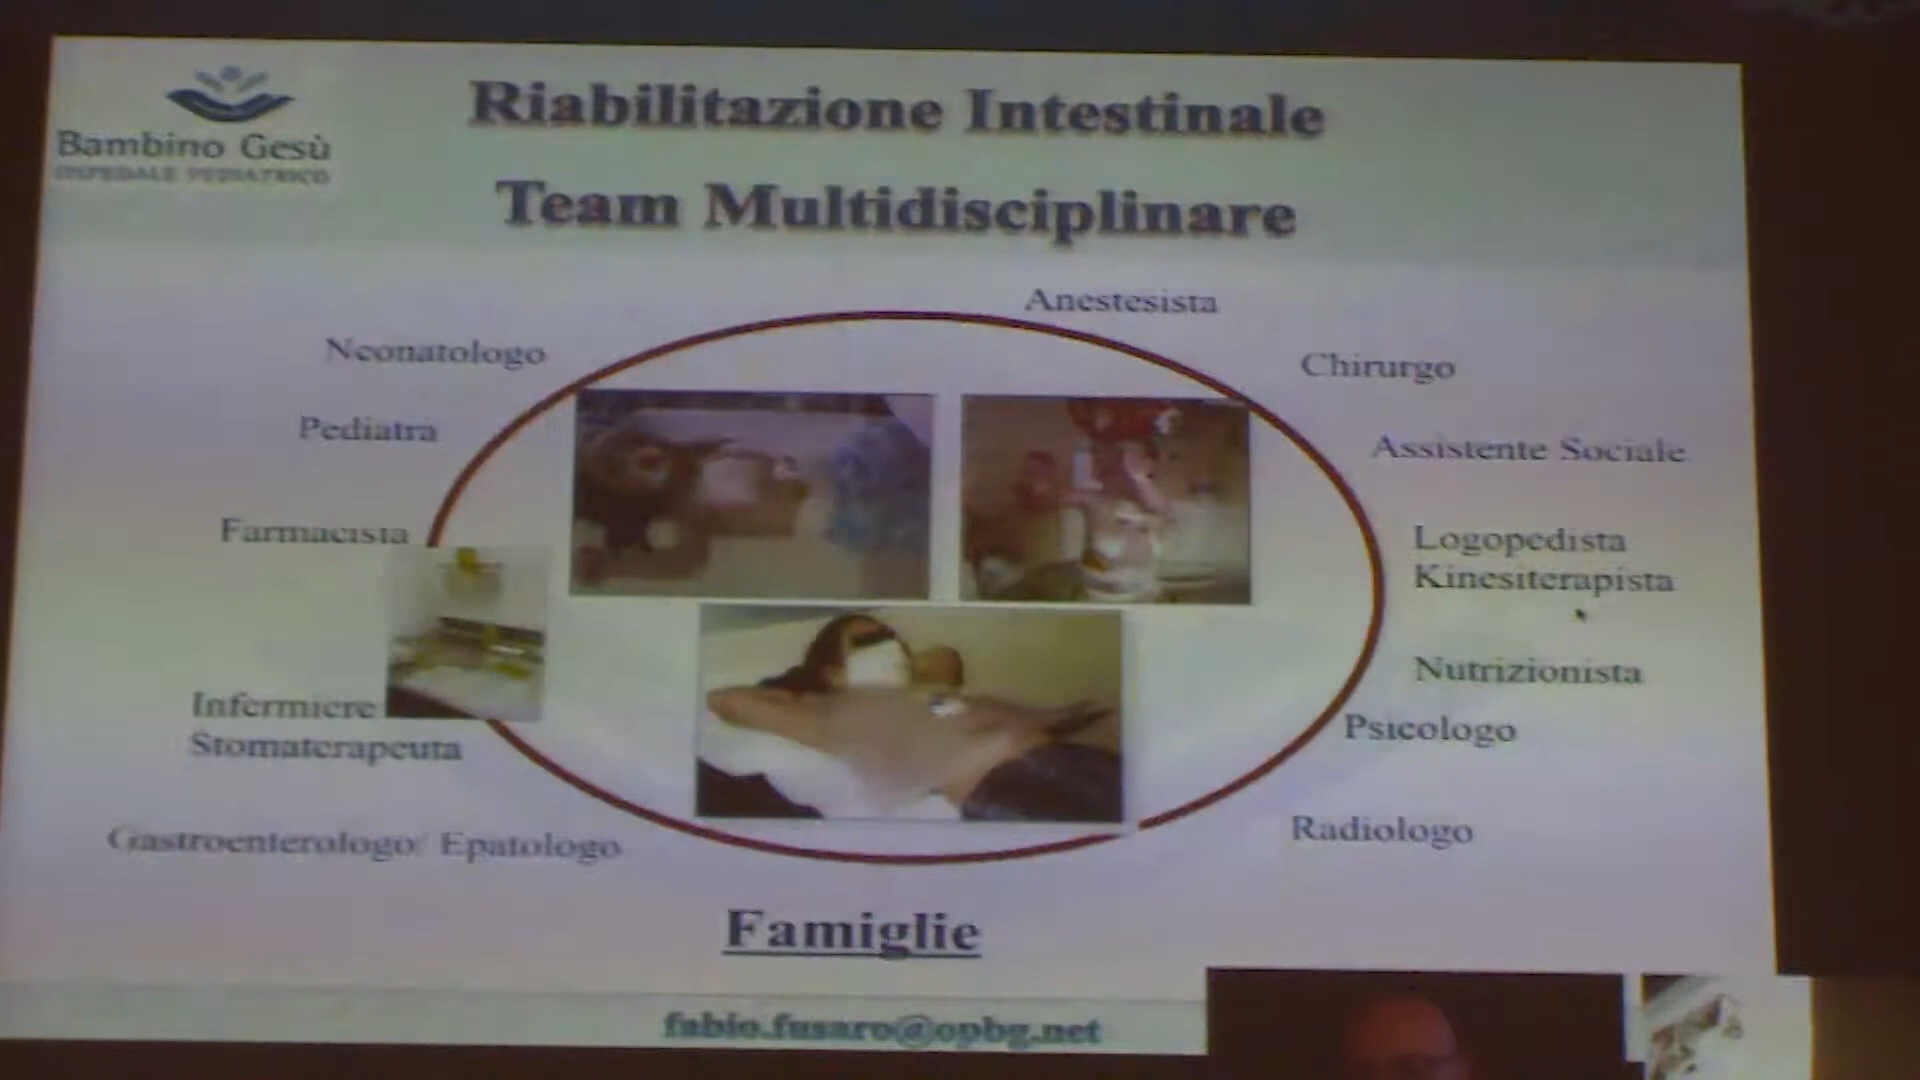 Bambino Gesù
OSPEDALE PEDIATRICO
Riabilitazione Intestinale
Team Multidisciplinare
Anestesista
Neonatologo
Chirurgo
Pediatra
Assistente Sociale
Farmacista
Logopedista
Kinesiterapista
Nutrizionista
Infermiere
Stomaterapeuta
Psicologo
Gastroenterologo/ Epatologo
Radiologo
Famiglie
fabio.fusaro@opbg.net